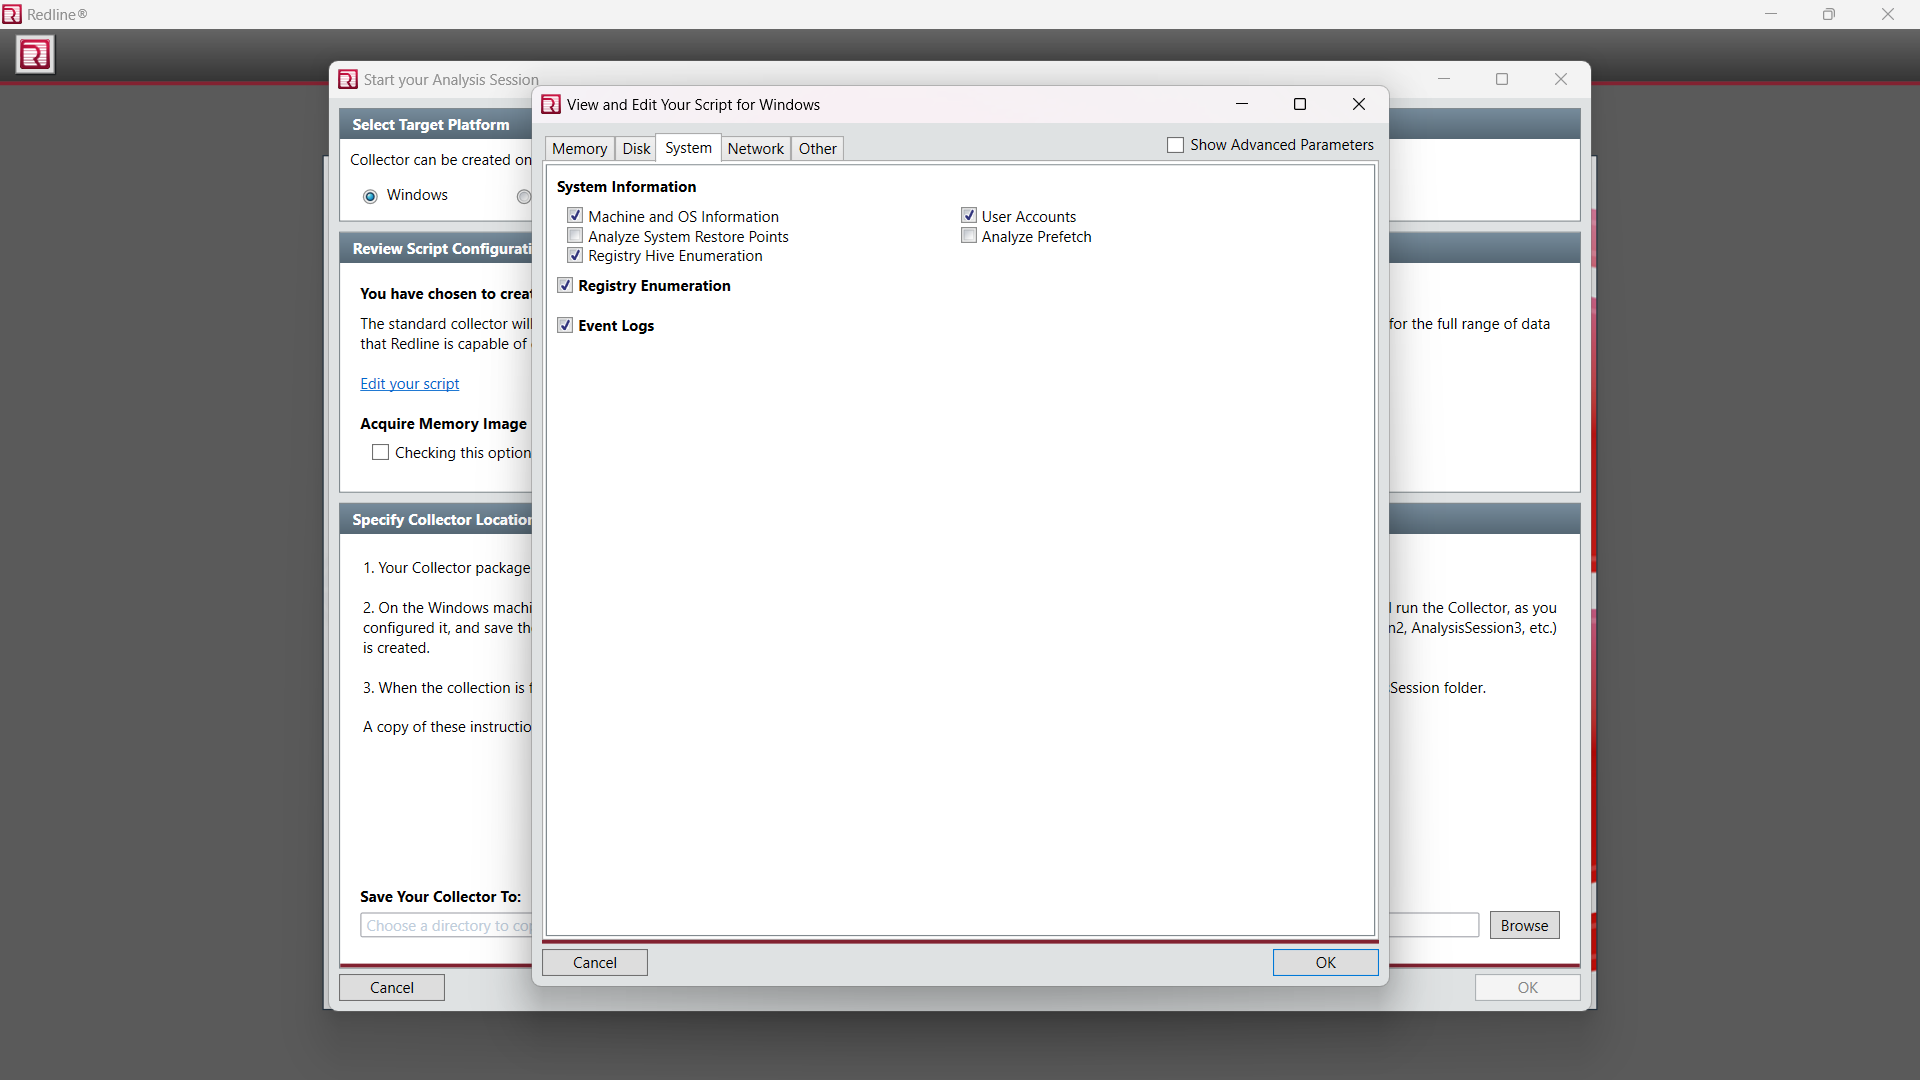 Redline®
Start your Analysis Session
View and Edit Your Script for Windows
Select Target Platform
Collector can be created on
Windows
Memory
Disk
System
Network
Other
Show Advanced Parameters
System Information
Machine and OS Information
User Accounts
Analyze System Restore Points
Analyze Prefetch
Registry Hive Enumeration
Registry Enumeration
Event Logs
Review Script Configurati
You have chosen to creat
The standard collector will
for the full range of data
that Redline is capable of
Edit your script
Acquire Memory Image
Checking this option
Specify Collector Location
1. Your Collector package
2. On the Windows machi
run the Collector, as you
configured it, and save th
n2, AnalysisSession3, etc.)
is created.
3. When the collection is f
Session folder.
A copy of these instructio
Save Your Collector To:
Choose a directory to cop
Browse
Cancel
OK
Cancel
OK